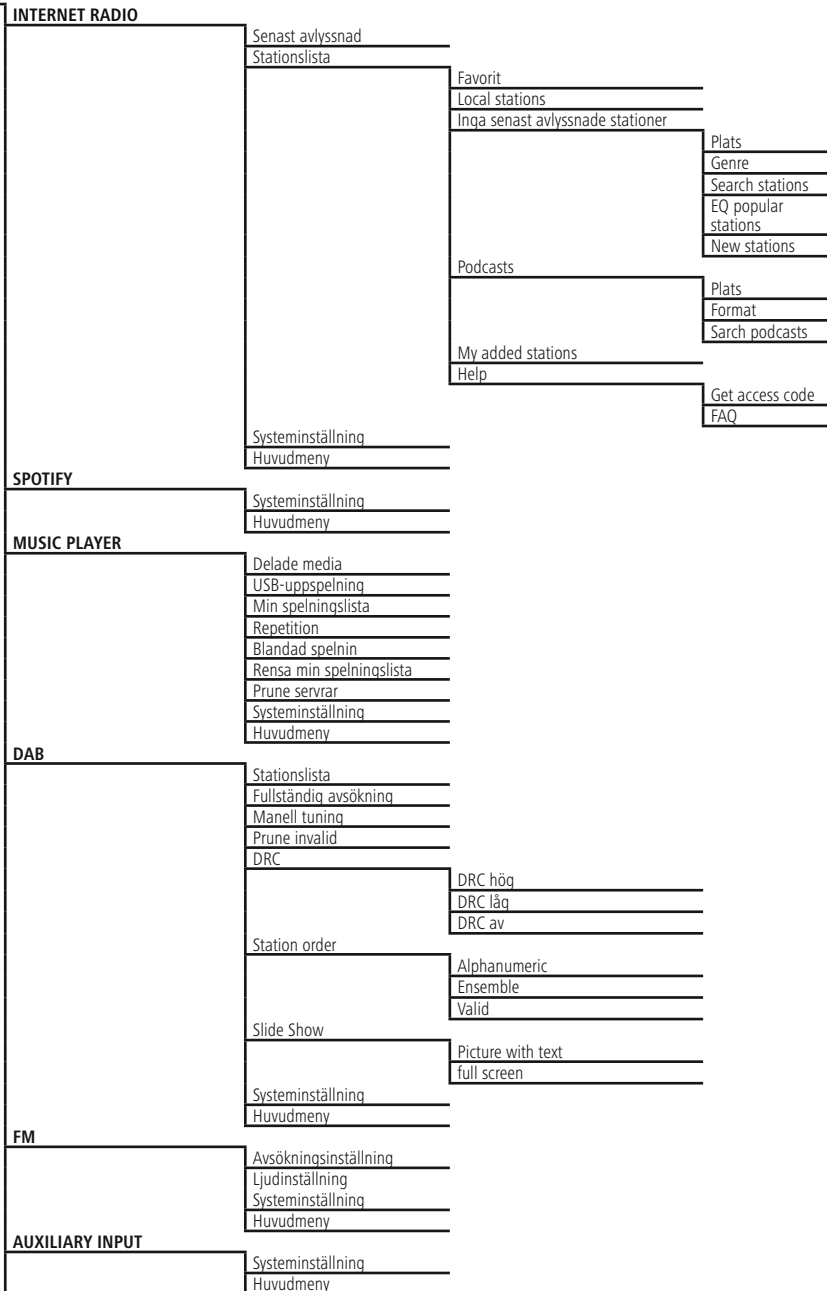 INTERNET RADIO
Senast avlyssnad
Stationslista
Favorit
Local stations
Inga senast avlyssnade stationer
Plats
Genre
Search stations
EQ popular
stations
New stations
Podcasts
Plats
Format
Sarch podcasts
My added stations
Help
Get access code
FAQ
Systeminställning
Huvudmeny
SPOTIFY
Systeminställning
Huvudmeny
MUSIC PLAYER
Delade media
USB-uppspelning
Min spelningslista
Repetition
Blandad spelnin
Rensa min spelningslista
Prune servrar
Systeminställning
Huvudmeny
DAB
Stationslista
Fullständig avsökning
Manell tuning
Prune invalid
DRC
DRC hög
DRC låg
DRC av
Station order
Alphanumeric
Ensemble
Valid
Slide Show
Picture with text
full screen
Systeminställning
Huvudmeny
FM
Avsökningsinställning
Ljudinställning
Systeminställning
Huvudmeny
AUXILIARY INPUT
Systeminställning
Huvudmeny